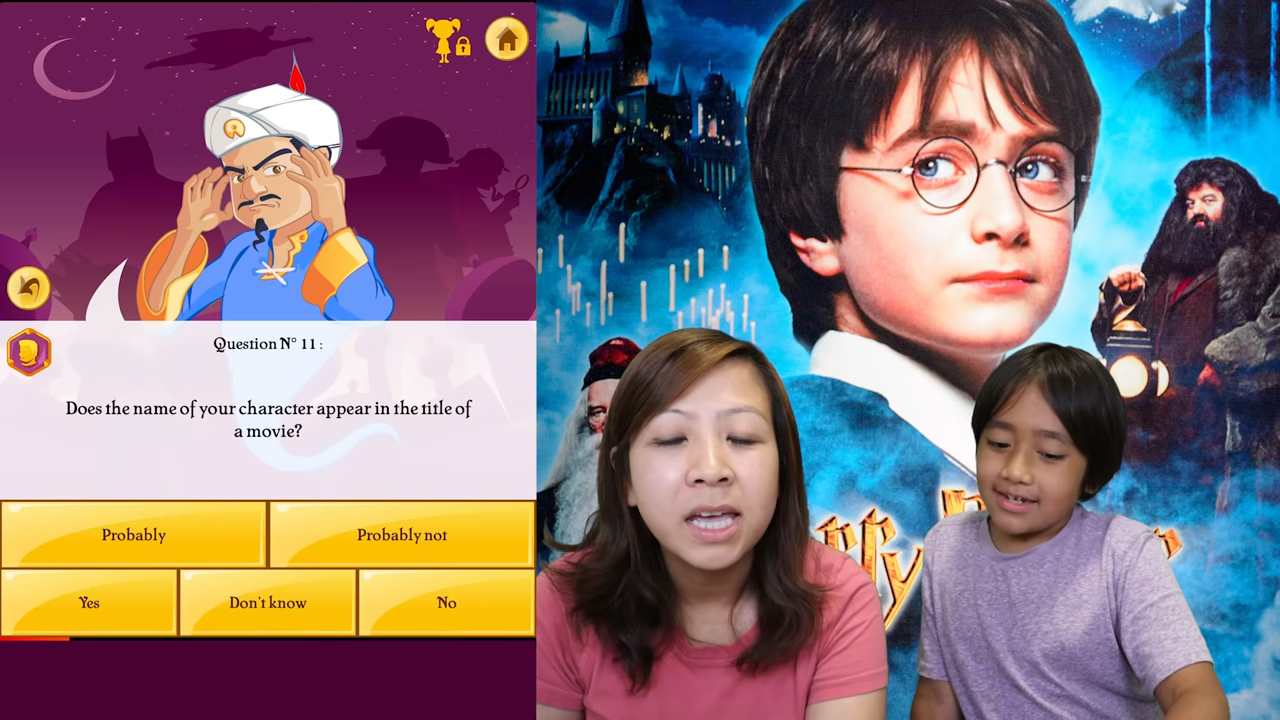 Question Nº 11 :
Does the name of your character appear in the title of
a movie?
Probably
Probably not
Yes
Don't know
No